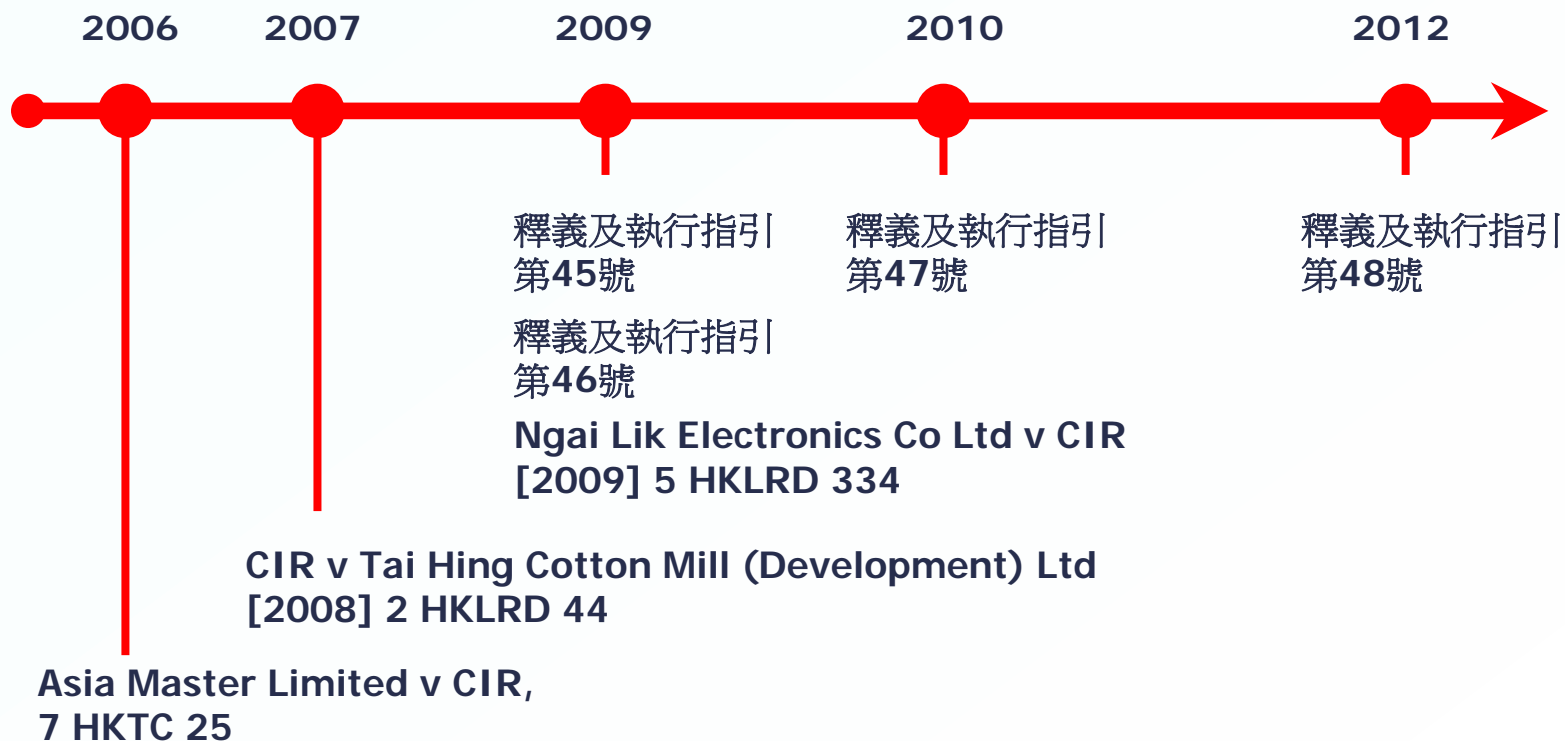 2006 2007 2009 2010 2012
釋義及執行指引
第45號
釋義及執行指引
第46號
Ngai Lik Electronics Co Ltd v CIR
[2009] 5 HKLRD 334
釋義及執行指引
第47號
釋義及執行指引
第48號
CIR v Tai Hing Cotton Mill (Development) Ltd
[2008] 2 HKLRD 44
Asia Master Limited v CIR,
7 HKTC 25